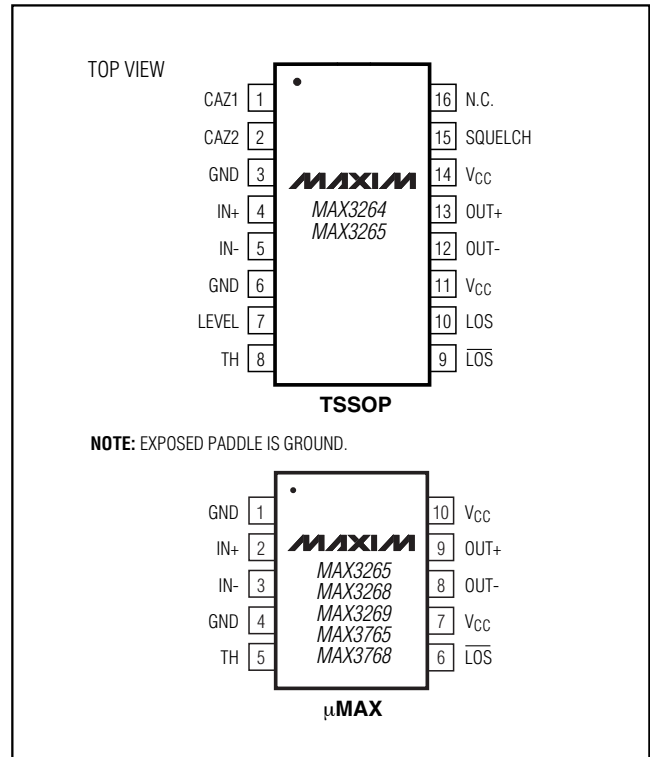 TOP VIEW
CAZ1 1 16 N.C.
CAZ2 2 15 SQUELCH
GND 3 MAXIM 14 VCC
IN+ 4 MAX3264 13 OUT+
MAX3265
IN- 5 12 OUT-
GND 6 11 VCC
LEVEL 7 10 LOS
TH 8 9 L̅O̅S̅
TSSOP
NOTE: EXPOSED PADDLE IS GROUND.
GND 1 10 VCC
IN+ 2 MAXIM 9 OUT+
MAX3265
IN- 3 MAX3268 8 OUT-
MAX3269
GND 4 MAX3765 7 VCC
TH 5 MAX3768 6 L̅O̅S̅
µMAX